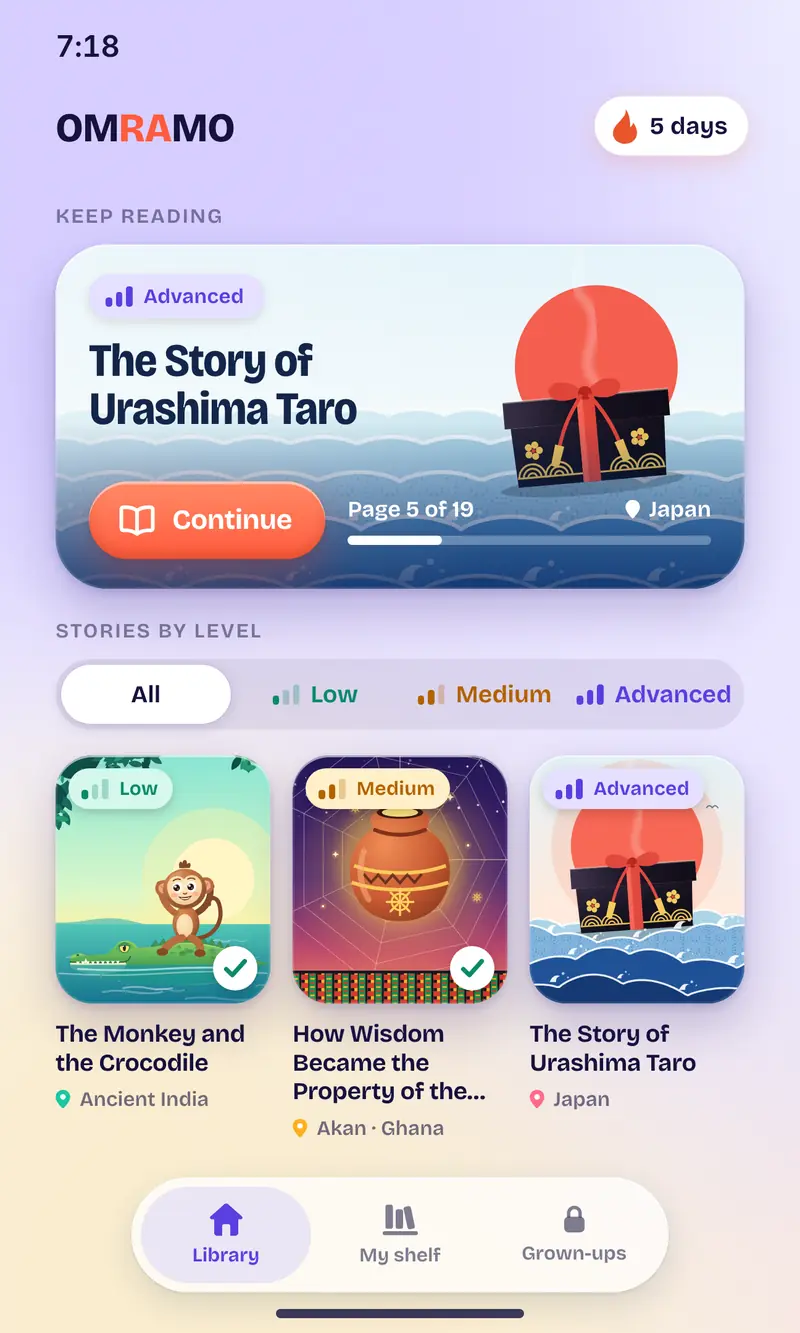 7:18
OMRAMO
5 days
KEEP READING
Advanced
The Story of
Urashima Taro
Continue
Page 5 of 19
Japan
STORIES BY LEVEL
All
Low
Medium
Advanced
Low
Medium
Advanced
The Monkey and
the Crocodile
Ancient India
How Wisdom
Became the
Property of the...
Akan · Ghana
The Story of
Urashima Taro
Japan
Library
My shelf
Grown-ups